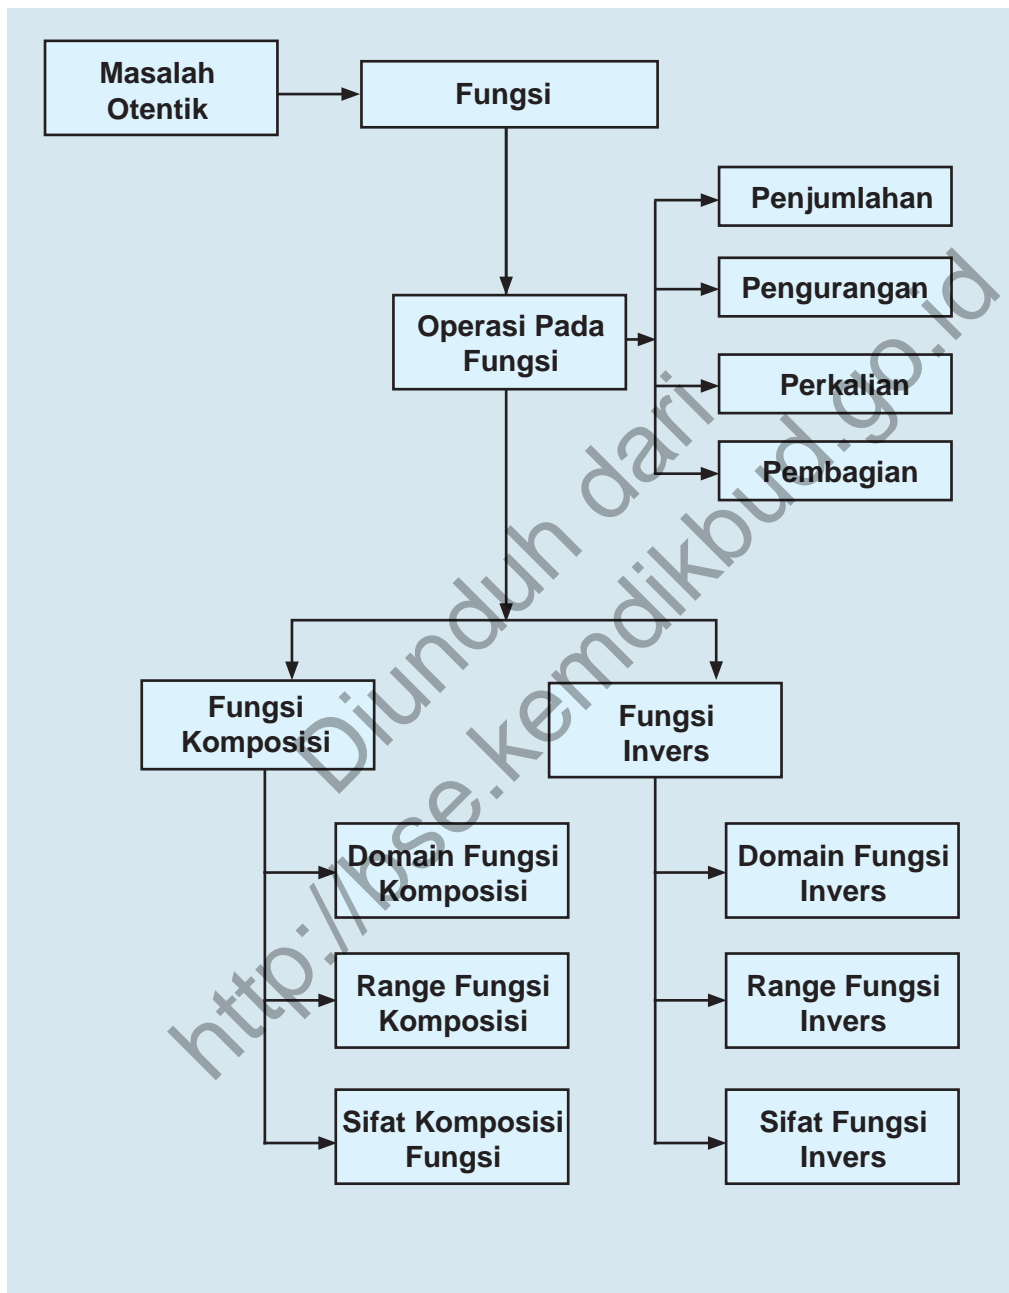 Masalah
Otentik
Fungsi
Penjumlahan
Pengurangan
Operasi Pada
Fungsi
Perkalian
Pembagian
Fungsi
Komposisi
Fungsi
Invers
Domain Fungsi
Komposisi
Domain Fungsi
Invers
Range Fungsi
Komposisi
Range Fungsi
Invers
Sifat Komposisi
Fungsi
Sifat Fungsi
Invers
Diunduh dari
http://bse.kemdikbud.go.id